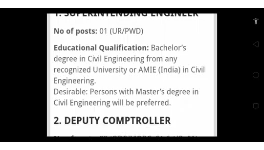 1. SUPERINTENDING ENGINEER
No of posts: 01 (UR/PWD)
Educational Qualification: Bachelor's
degree in Civil Engineering from any
recognized University or AMIE (India) in Civil
Engineering.
Desirable: Persons with Master's degree in
Civil Engineering will be preferred.
2. DEPUTY COMPTROLLER